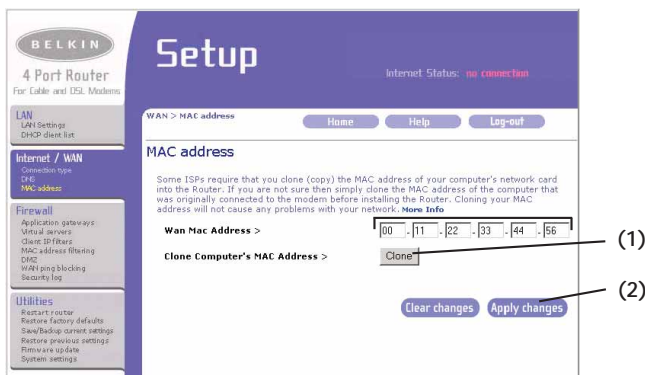 BELKIN
4 Port Router
For Cable and DSL Modems
LAN
LAN Settings
DHCP client list
Internet / WAN
Connection type
DNS
MAC address
Firewall
Application gateways
Virtual servers
Client IP filters
MAC address filtering
DMZ
WAN ping blocking
Security log
Utilities
Restart router
Restore factory defaults
Save/Backup current settings
Restore previous settings
Firmware update
System settings
Setup
Internet Status: no connection
WAN > MAC address
Home
Help
Log-out
MAC address
Some ISPs require that you clone (copy) the MAC address of your computer's network card
into the Router. If you are not sure then simply clone the MAC address of the computer that
was originally connected to the modem before installing the Router. Cloning your MAC
address will not cause any problems with your network. More Info
Wan Mac Address > 00 - 11 - 22 - 33 - 44 - 56
Clone Computer's MAC Address > Clone
(1)
Clear changes
Apply changes
(2)